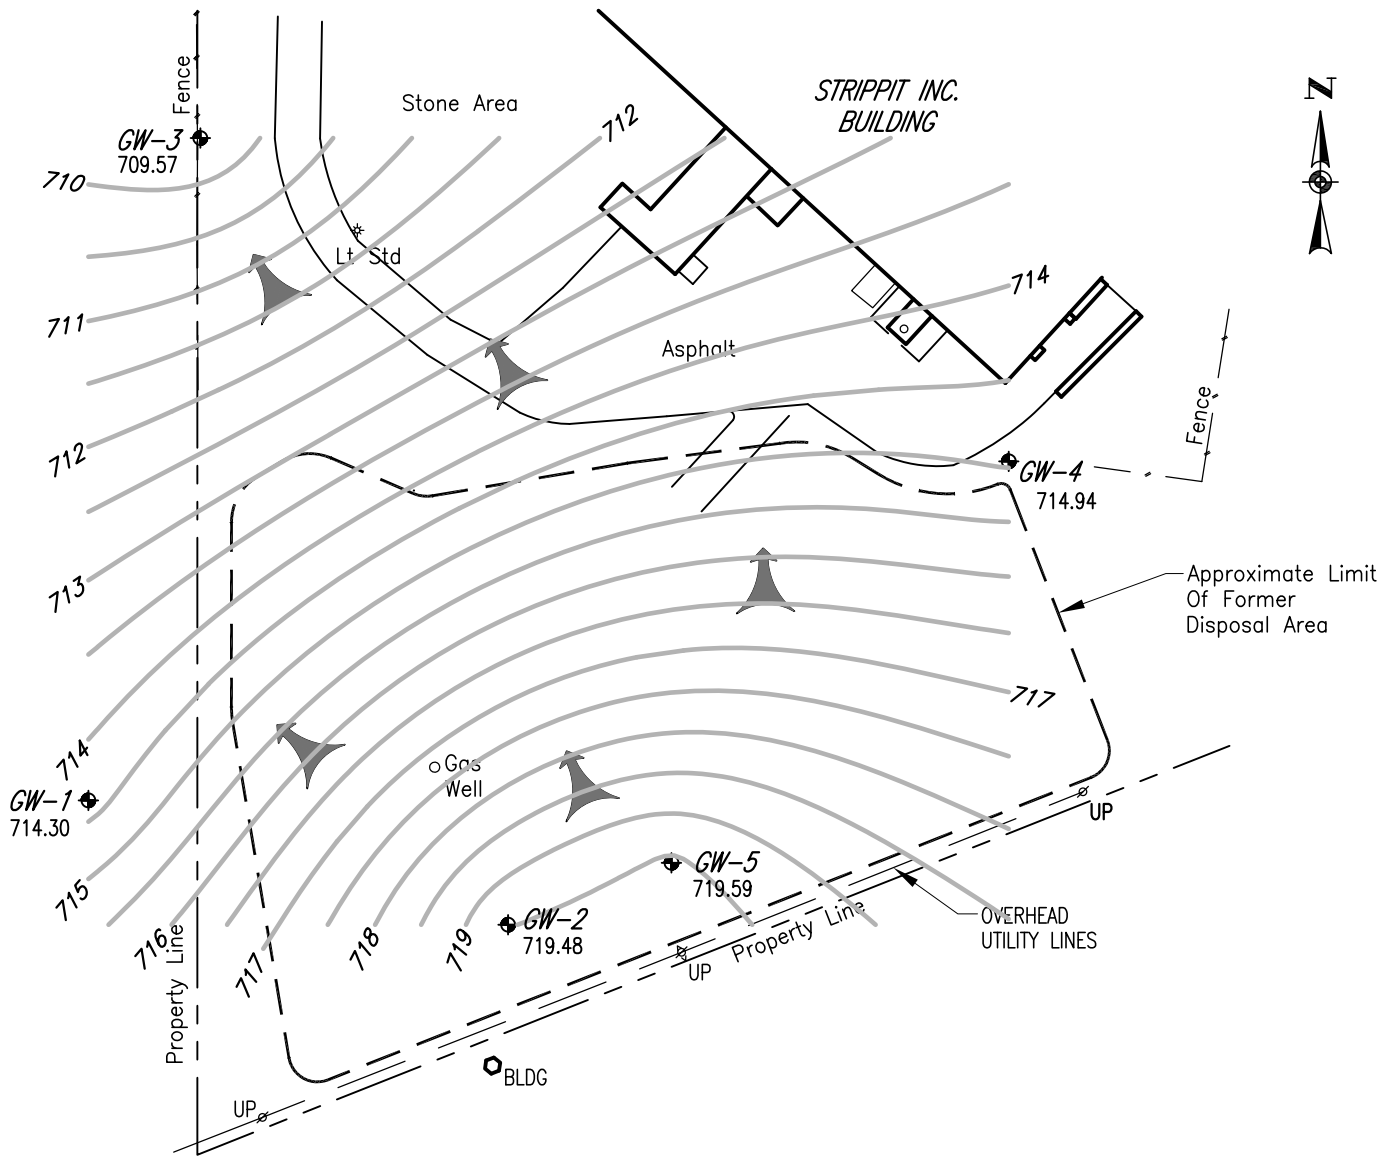 Fence
Stone Area
712
STRIPPIT INC.
BUILDING
N
GW-3
709.57
710
Lt Std
711
714
Asphalt
Fence
712
GW-4
714.94
713
Approximate Limit
Of Former
Disposal Area
717
714
Gas
Well
GW-1
714.30
UP
GW-5
719.59
715
GW-2
719.48
OVERHEAD
UTILITY LINES
Property Line
716
717
718
719
UP
Property Line
BLDG
UP